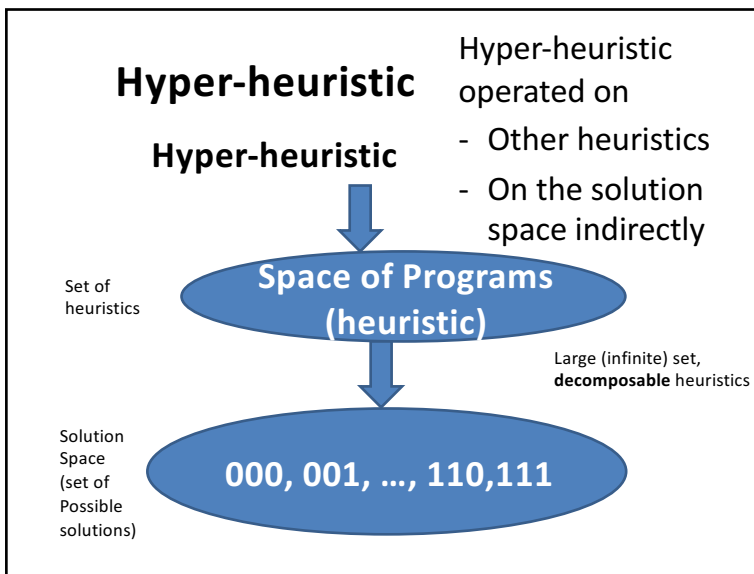 Hyper-heuristic
Hyper-heuristic
operated on
- Other heuristics
- On the solution
space indirectly
Hyper-heuristic
Set of
heuristics
Space of Programs
(heuristic)
Large (infinite) set,
decomposable heuristics
Solution
Space
(set of
Possible
solutions)
000, 001, …, 110,111